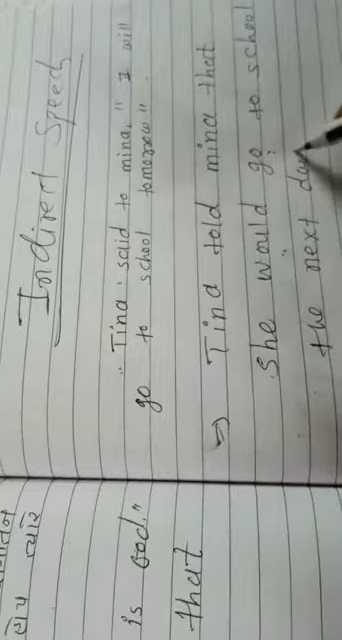 Indirect Speech
"Tina said to mina, "I will
go to school tomorrow"
→ Tina told mina that
she would go to school
the next day
is God."
that